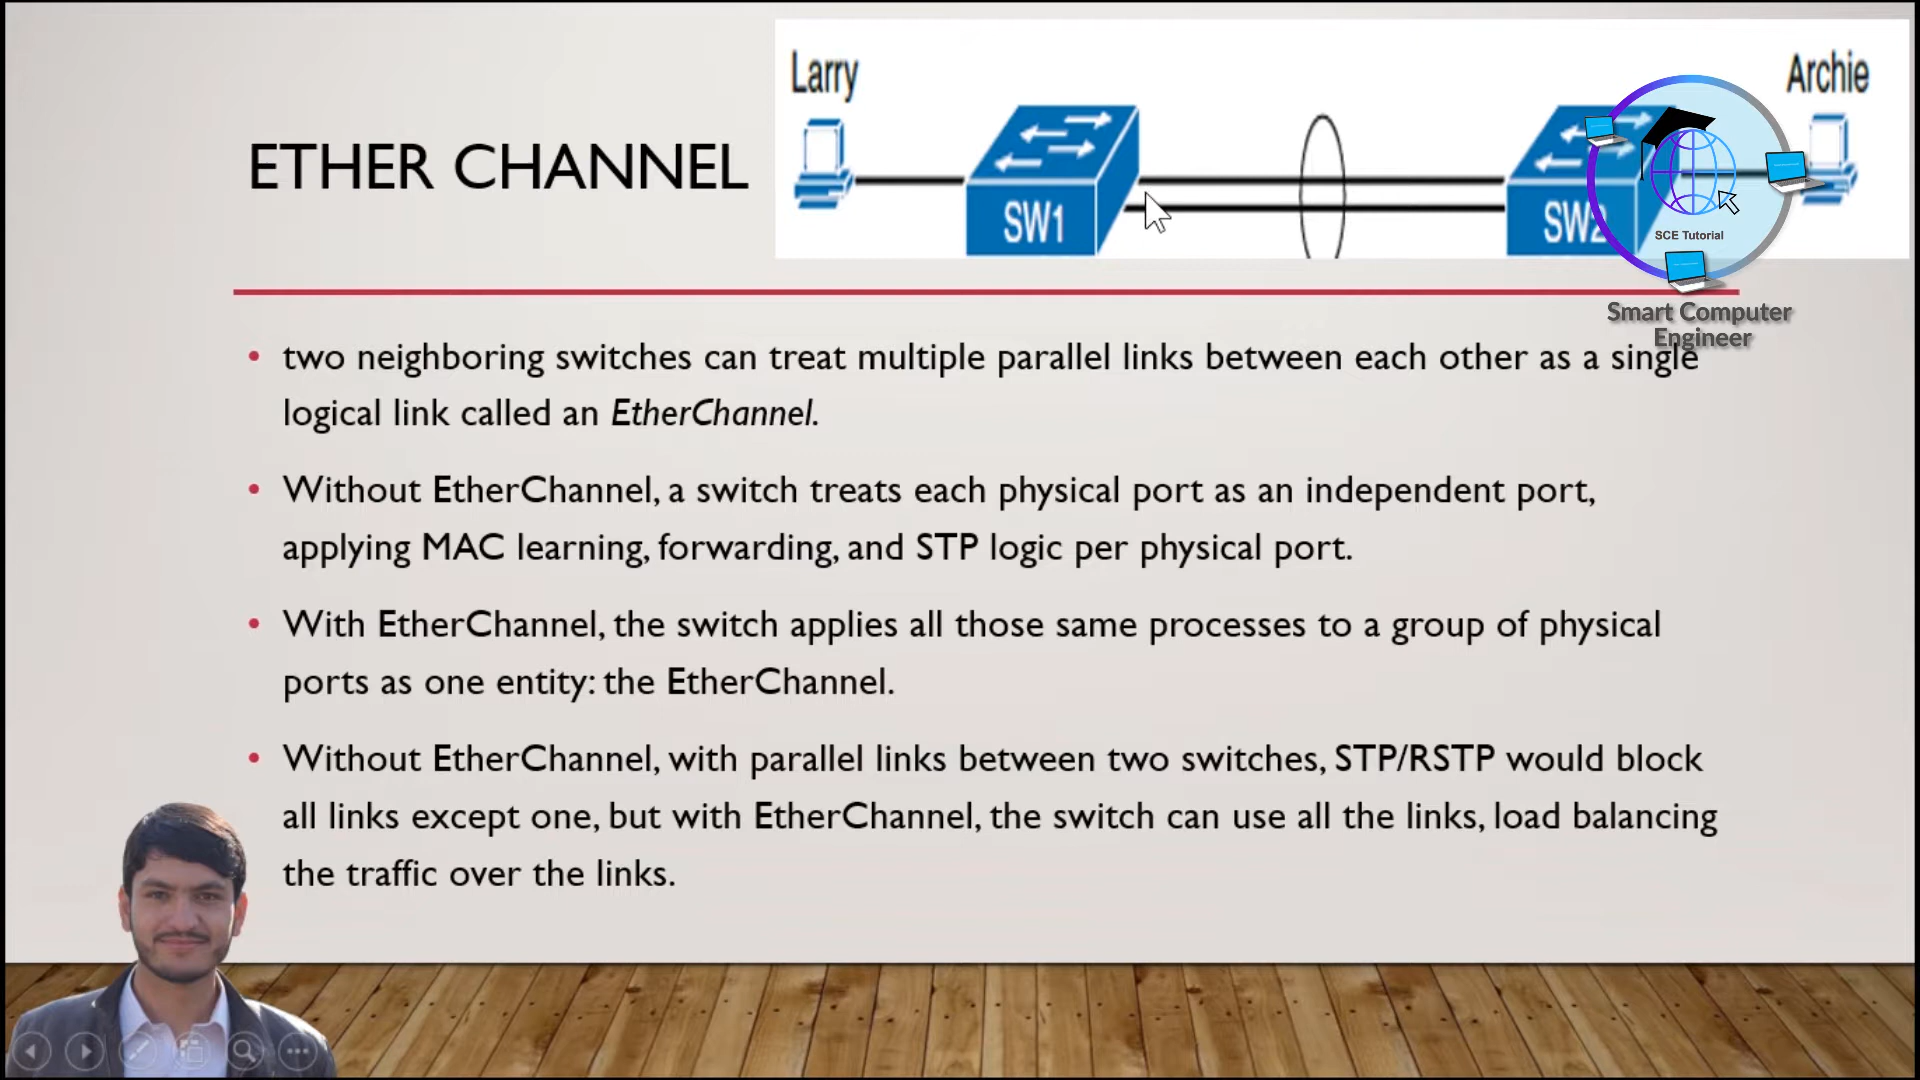 Larry
Archie
ETHER CHANNEL
SW1
SW2
SCE Tutorial
Smart Computer
Engineer
• two neighboring switches can treat multiple parallel links between each other as a single
logical link called an EtherChannel.
• Without EtherChannel, a switch treats each physical port as an independent port,
applying MAC learning, forwarding, and STP logic per physical port.
• With EtherChannel, the switch applies all those same processes to a group of physical
ports as one entity: the EtherChannel.
• Without EtherChannel, with parallel links between two switches, STP/RSTP would block
all links except one, but with EtherChannel, the switch can use all the links, load balancing
the traffic over the links.